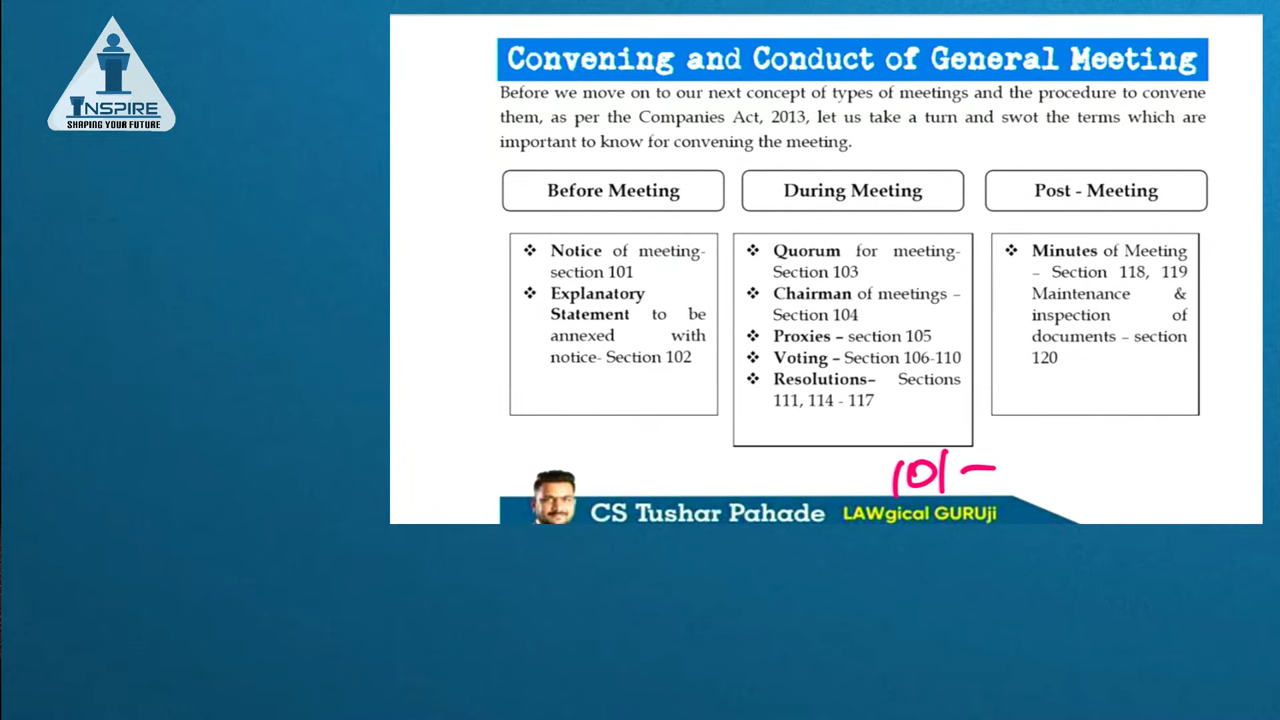 INSPIRE
SHAPING YOUR FUTURE
Convening and Conduct of General Meeting
Before we move on to our next concept of types of meetings and the procedure to convene
them, as per the Companies Act, 2013, let us take a turn and swot the terms which are
important to know for convening the meeting.
Before Meeting
❖ Notice of meeting-
section 101
❖ Explanatory
Statement to be
annexed with
notice- Section 102
During Meeting
❖ Quorum for meeting-
Section 103
❖ Chairman of meetings –
Section 104
❖ Proxies – section 105
❖ Voting – Section 106-110
❖ Resolutions– Sections
111, 114 - 117
Post - Meeting
❖ Minutes of Meeting
– Section 118, 119
Maintenance &
inspection of
documents – section
120
101 –
CS Tushar Pahade LAWgical GURUji